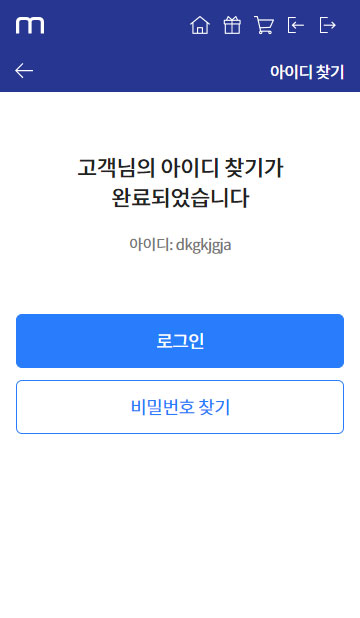 m
아이디 찾기
고객님의 아이디 찾기가
완료되었습니다
아이디: dkgkjgja
로그인
비밀번호 찾기